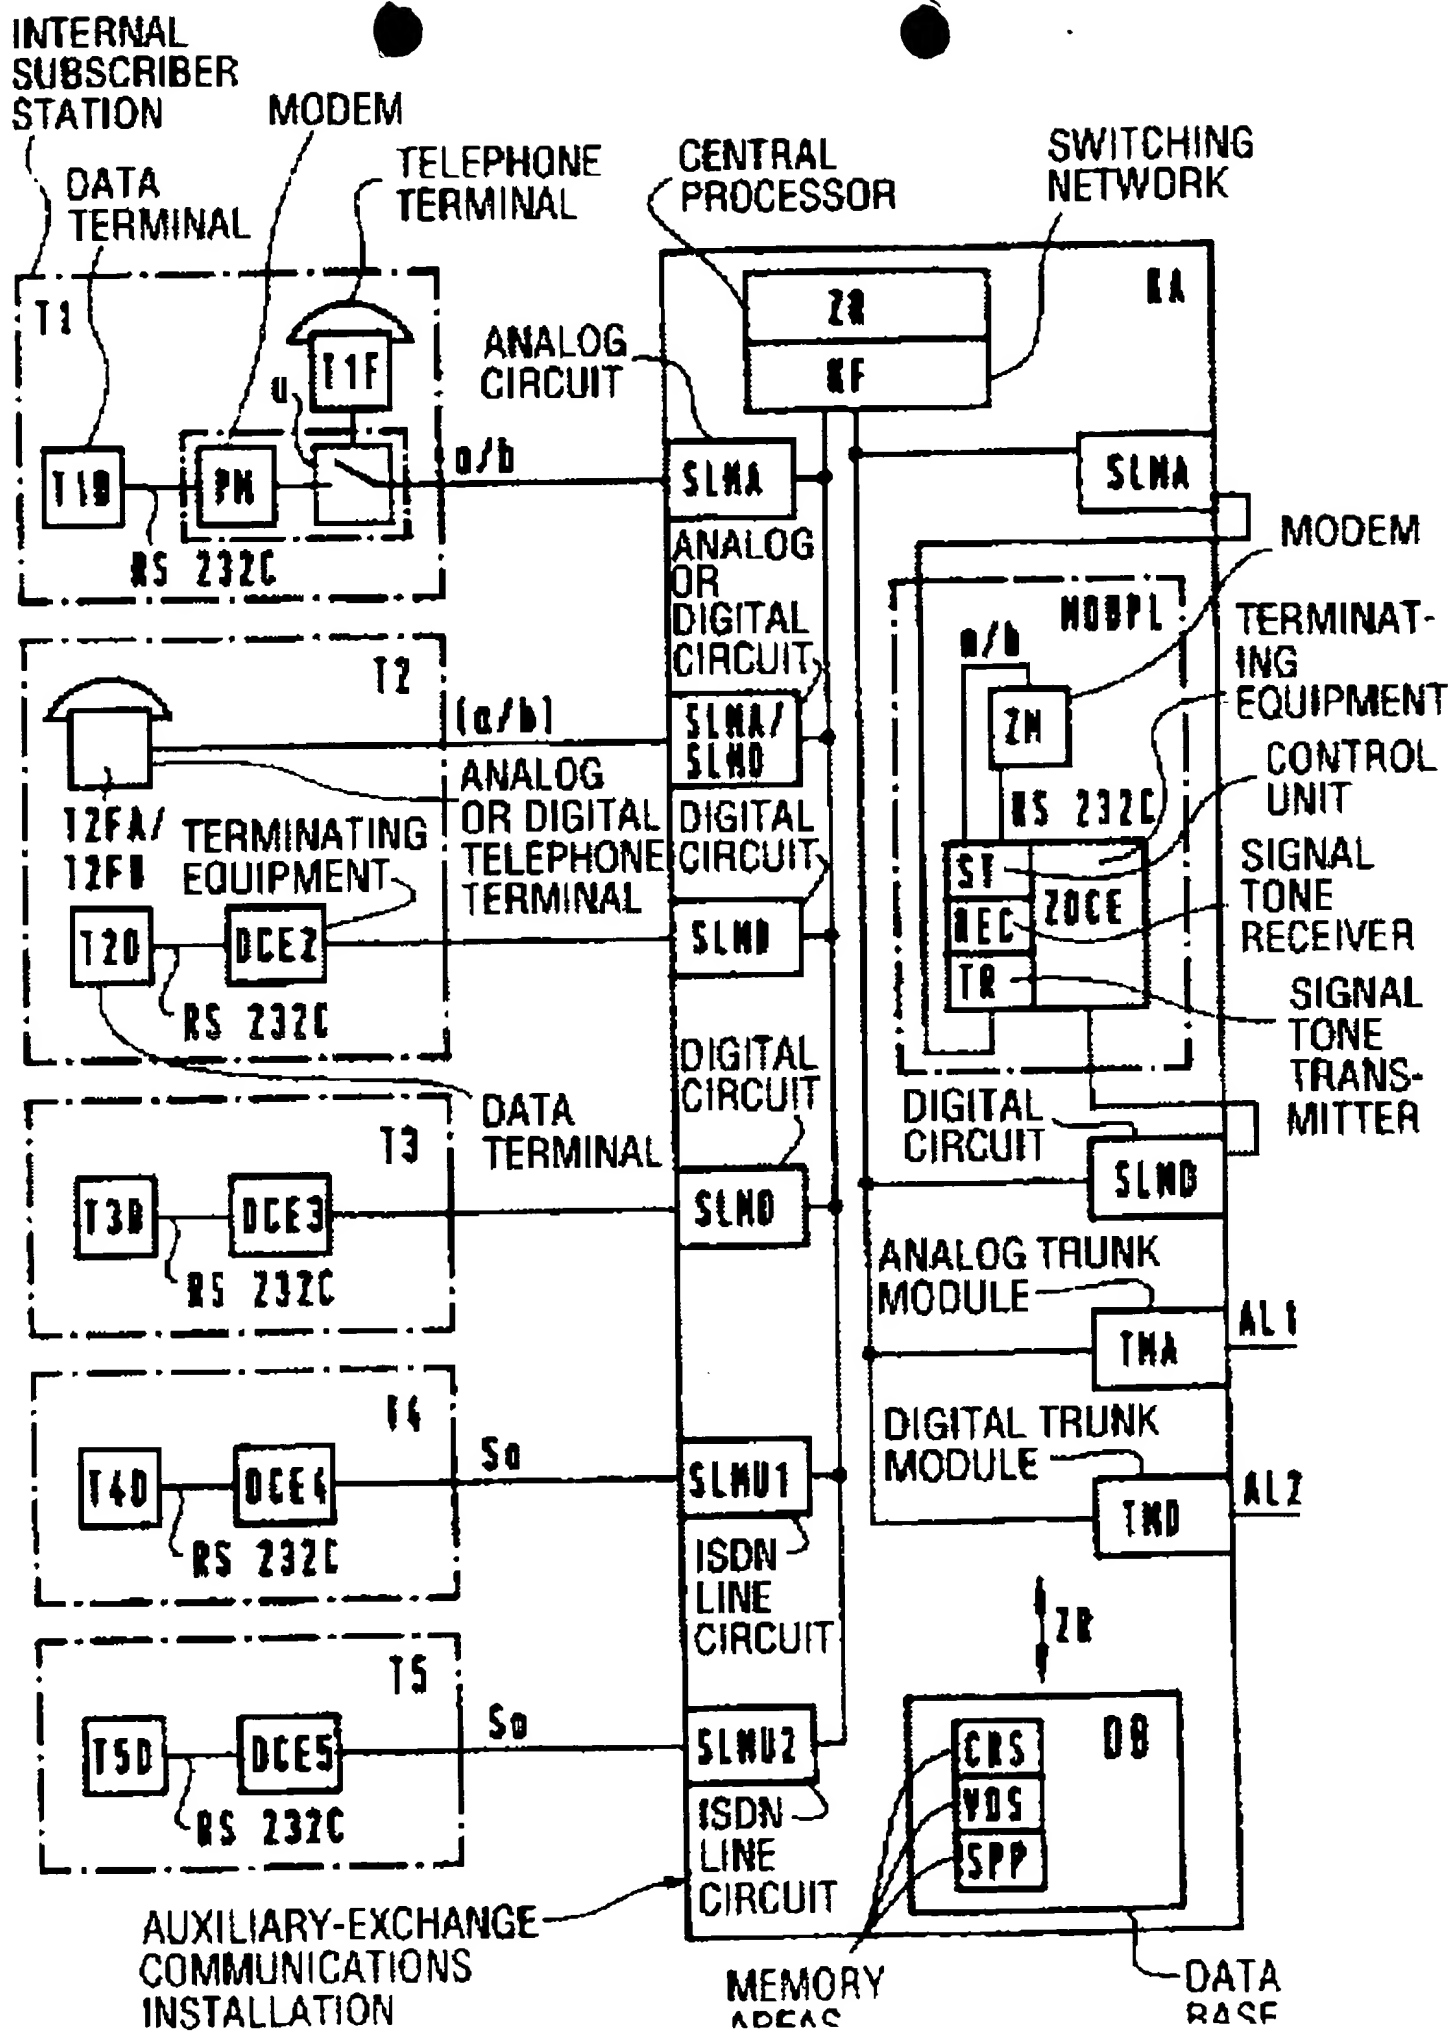 INTERNAL
SUBSCRIBER
STATION
MODEM
DATA
TERMINAL
TELEPHONE
TERMINAL
CENTRAL
PROCESSOR
SWITCHING
NETWORK
T1
T1F
u
T1D
PM
RS 232C
a/b
ANALOG
CIRCUIT
ZR
KF
KA
SLMA
SLMA
ANALOG
OR
DIGITAL
CIRCUIT
MODEM
MODPL
a/b
ZM
RS 232C
TERMINAT-
ING
EQUIPMENT
CONTROL
UNIT
SIGNAL
TONE
RECEIVER
SIGNAL
TONE
TRANS-
MITTER
ST
REC
TR
ZDCE
T2
(a/b)
SLMA/
SLMD
T2FA/
T2FD
ANALOG
OR DIGITAL
TELEPHONE
TERMINAL
TERMINATING
EQUIPMENT
DIGITAL
CIRCUIT
T2D
DCE2
SLMD
RS 232C
DATA
TERMINAL
DIGITAL
CIRCUIT
DIGITAL
CIRCUIT
SLMD
T3
T3D
DCE3
RS 232C
SLMD
ANALOG TRUNK
MODULE
TMA
AL1
T4
T4D
DCE4
RS 232C
So
SLMU1
ISDN
LINE
CIRCUIT
DIGITAL TRUNK
MODULE
TMD
AL2
ZR
T5
T5D
DCE5
RS 232C
So
SLMU2
ISDN
LINE
CIRCUIT
DB
CRS
VDS
SPP
AUXILIARY-EXCHANGE
COMMUNICATIONS
INSTALLATION
MEMORY
AREAS
DATA
BASE